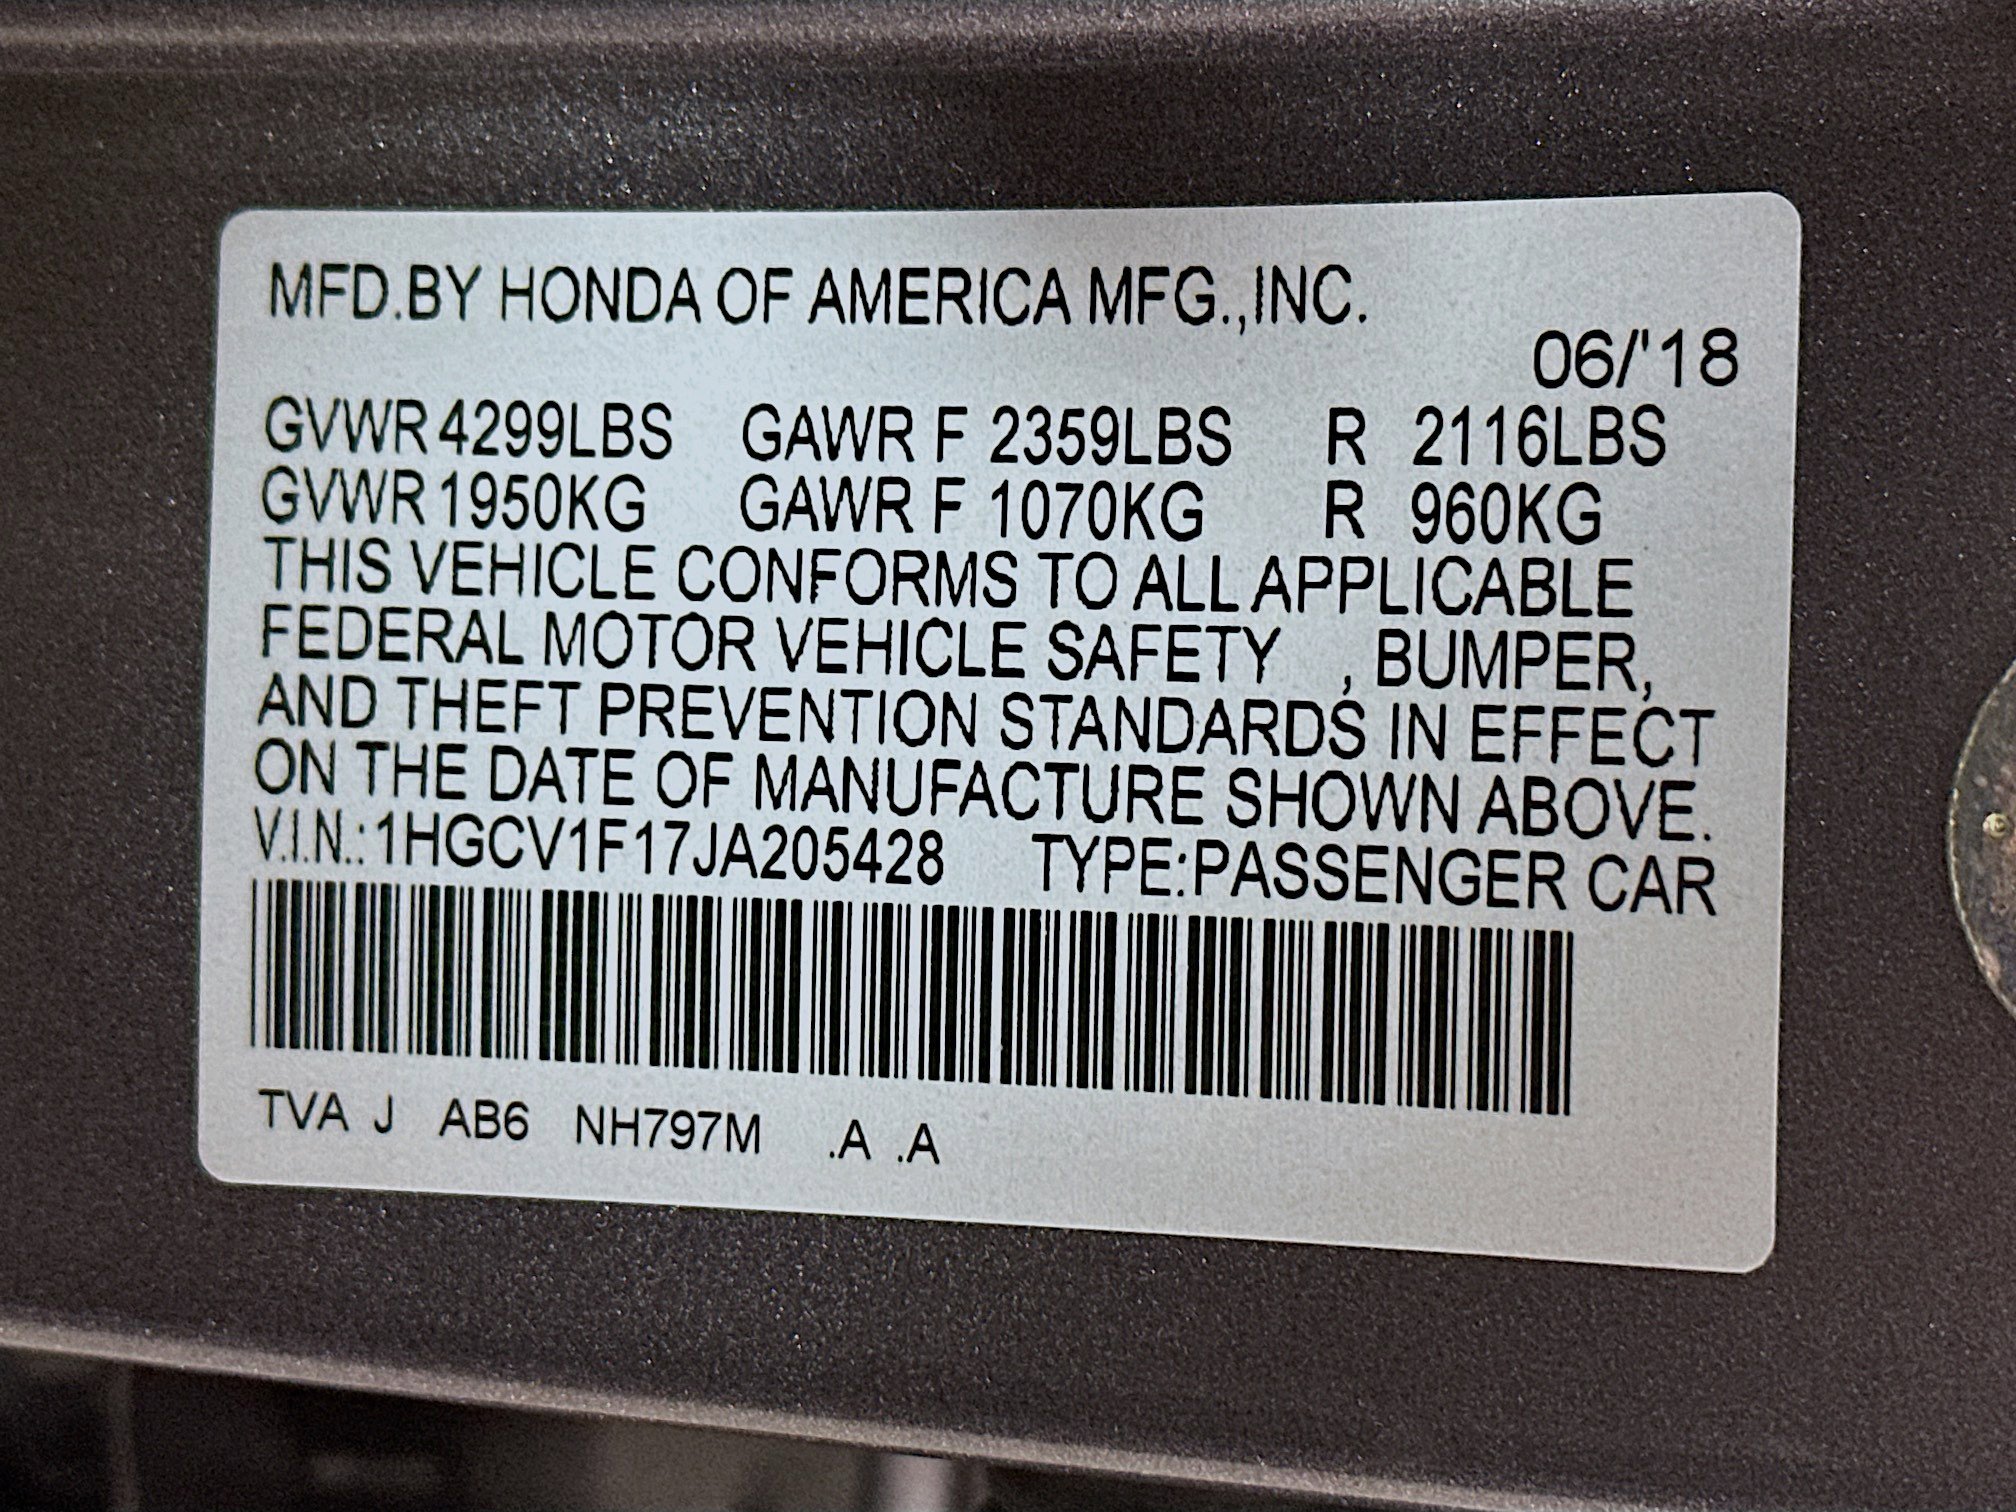 MFD.BY HONDA OF AMERICA MFG.,INC.
06/'18
GVWR 4299LBS GAWR F 2359LBS R 2116LBS
GVWR 1950KG GAWR F 1070KG R 960KG
THIS VEHICLE CONFORMS TO ALL APPLICABLE
FEDERAL MOTOR VEHICLE SAFETY , BUMPER,
AND THEFT PREVENTION STANDARDS IN EFFECT
ON THE DATE OF MANUFACTURE SHOWN ABOVE.
V.I.N.:1HGCV1F17JA205428 TYPE:PASSENGER CAR
TVA J AB6 NH797M .A .A